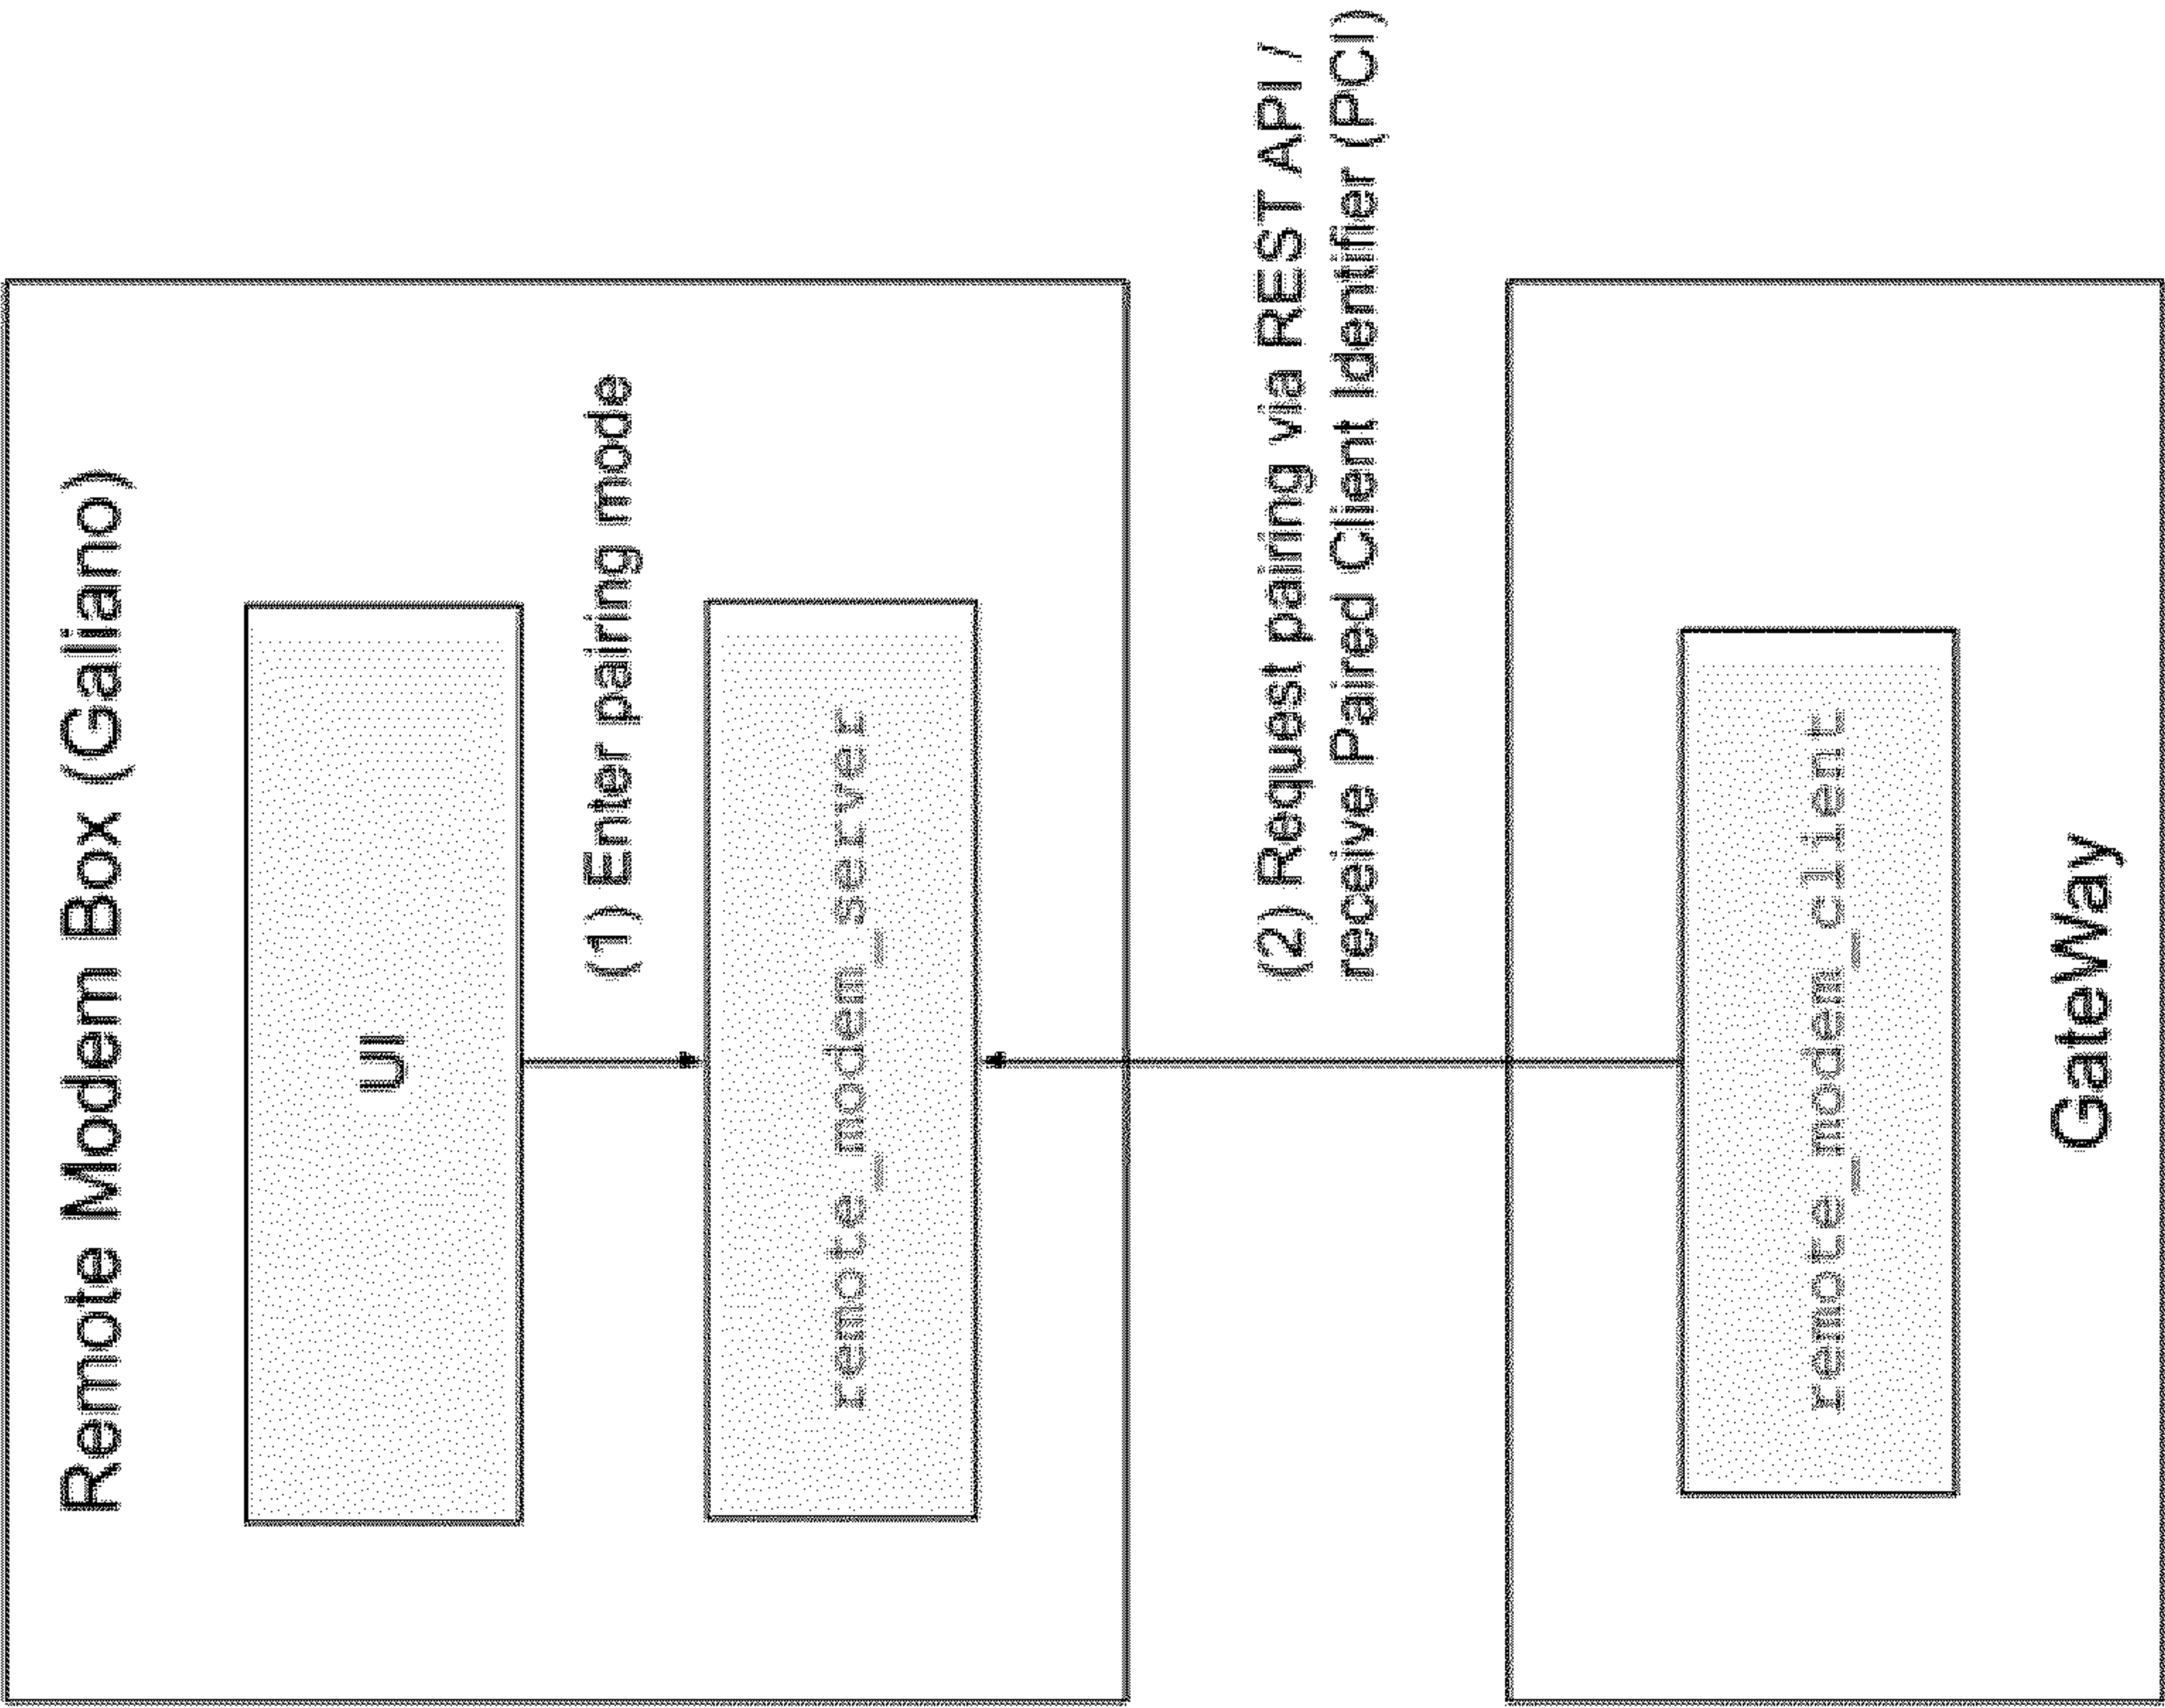 Remote Modem Box (Galiano)
UI
(1) Enter pairing mode
remote_modem_server
(2) Request pairing via REST API /
receive Paired Client Identifier (PCI)
remote_modem_client
GateWay